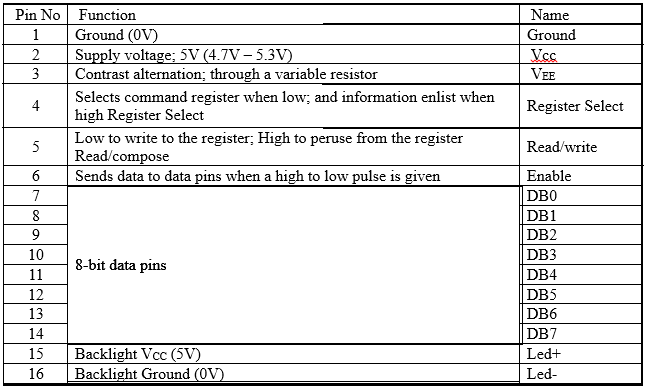 Pin No Function Name
1 Ground (0V) Ground
2 Supply voltage; 5V (4.7V – 5.3V) Vcc
3 Contrast alternation; through a variable resistor VEE
4 Selects command register when low; and information enlist when high Register Select Register Select
5 Low to write to the register; High to peruse from the register Read/compose Read/write
6 Sends data to data pins when a high to low pulse is given Enable
7 8-bit data pins DB0
8 DB1
9 DB2
10 DB3
11 DB4
12 DB5
13 DB6
14 DB7
15 Backlight VCC (5V) Led+
16 Backlight Ground (0V) Led-